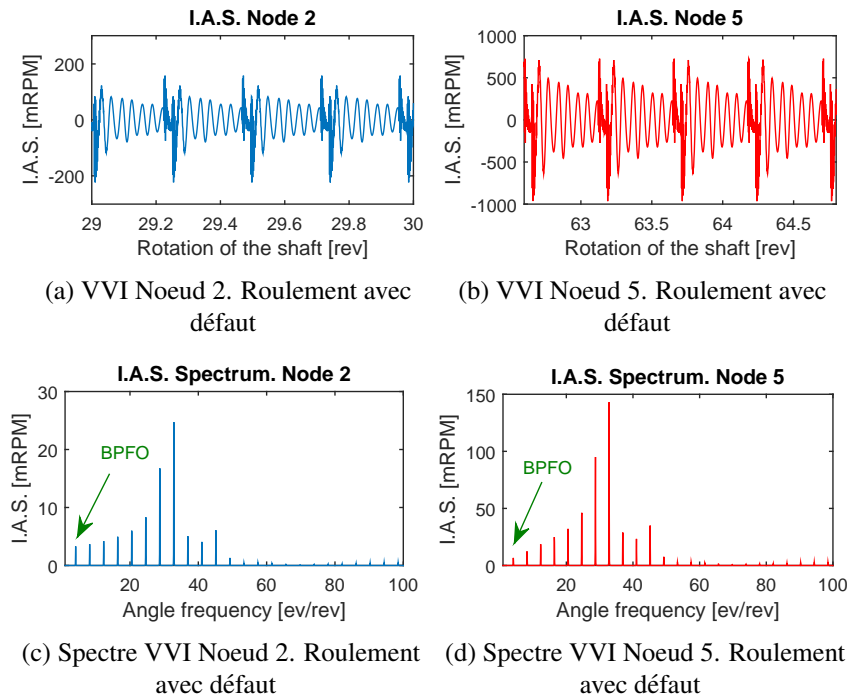 I.A.S. Node 2
I.A.S. [mRPM]
200
0
-200
29
29.2
29.4
29.6
29.8
30
Rotation of the shaft [rev]
(a) VVI Noeud 2. Roulement avec
défaut
I.A.S. Node 5
I.A.S. [mRPM]
1000
500
0
-500
-1000
63
63.5
64
64.5
Rotation of the shaft [rev]
(b) VVI Noeud 5. Roulement avec
défaut
I.A.S. Spectrum. Node 2
I.A.S. [mRPM]
30
20
10
0
BPFO
20
40
60
80
100
Angle frequency [ev/rev]
(c) Spectre VVI Noeud 2. Roulement
avec défaut
I.A.S. Spectrum. Node 5
I.A.S. [mRPM]
150
100
50
0
BPFO
20
40
60
80
100
Angle frequency [ev/rev]
(d) Spectre VVI Noeud 5. Roulement
avec défaut